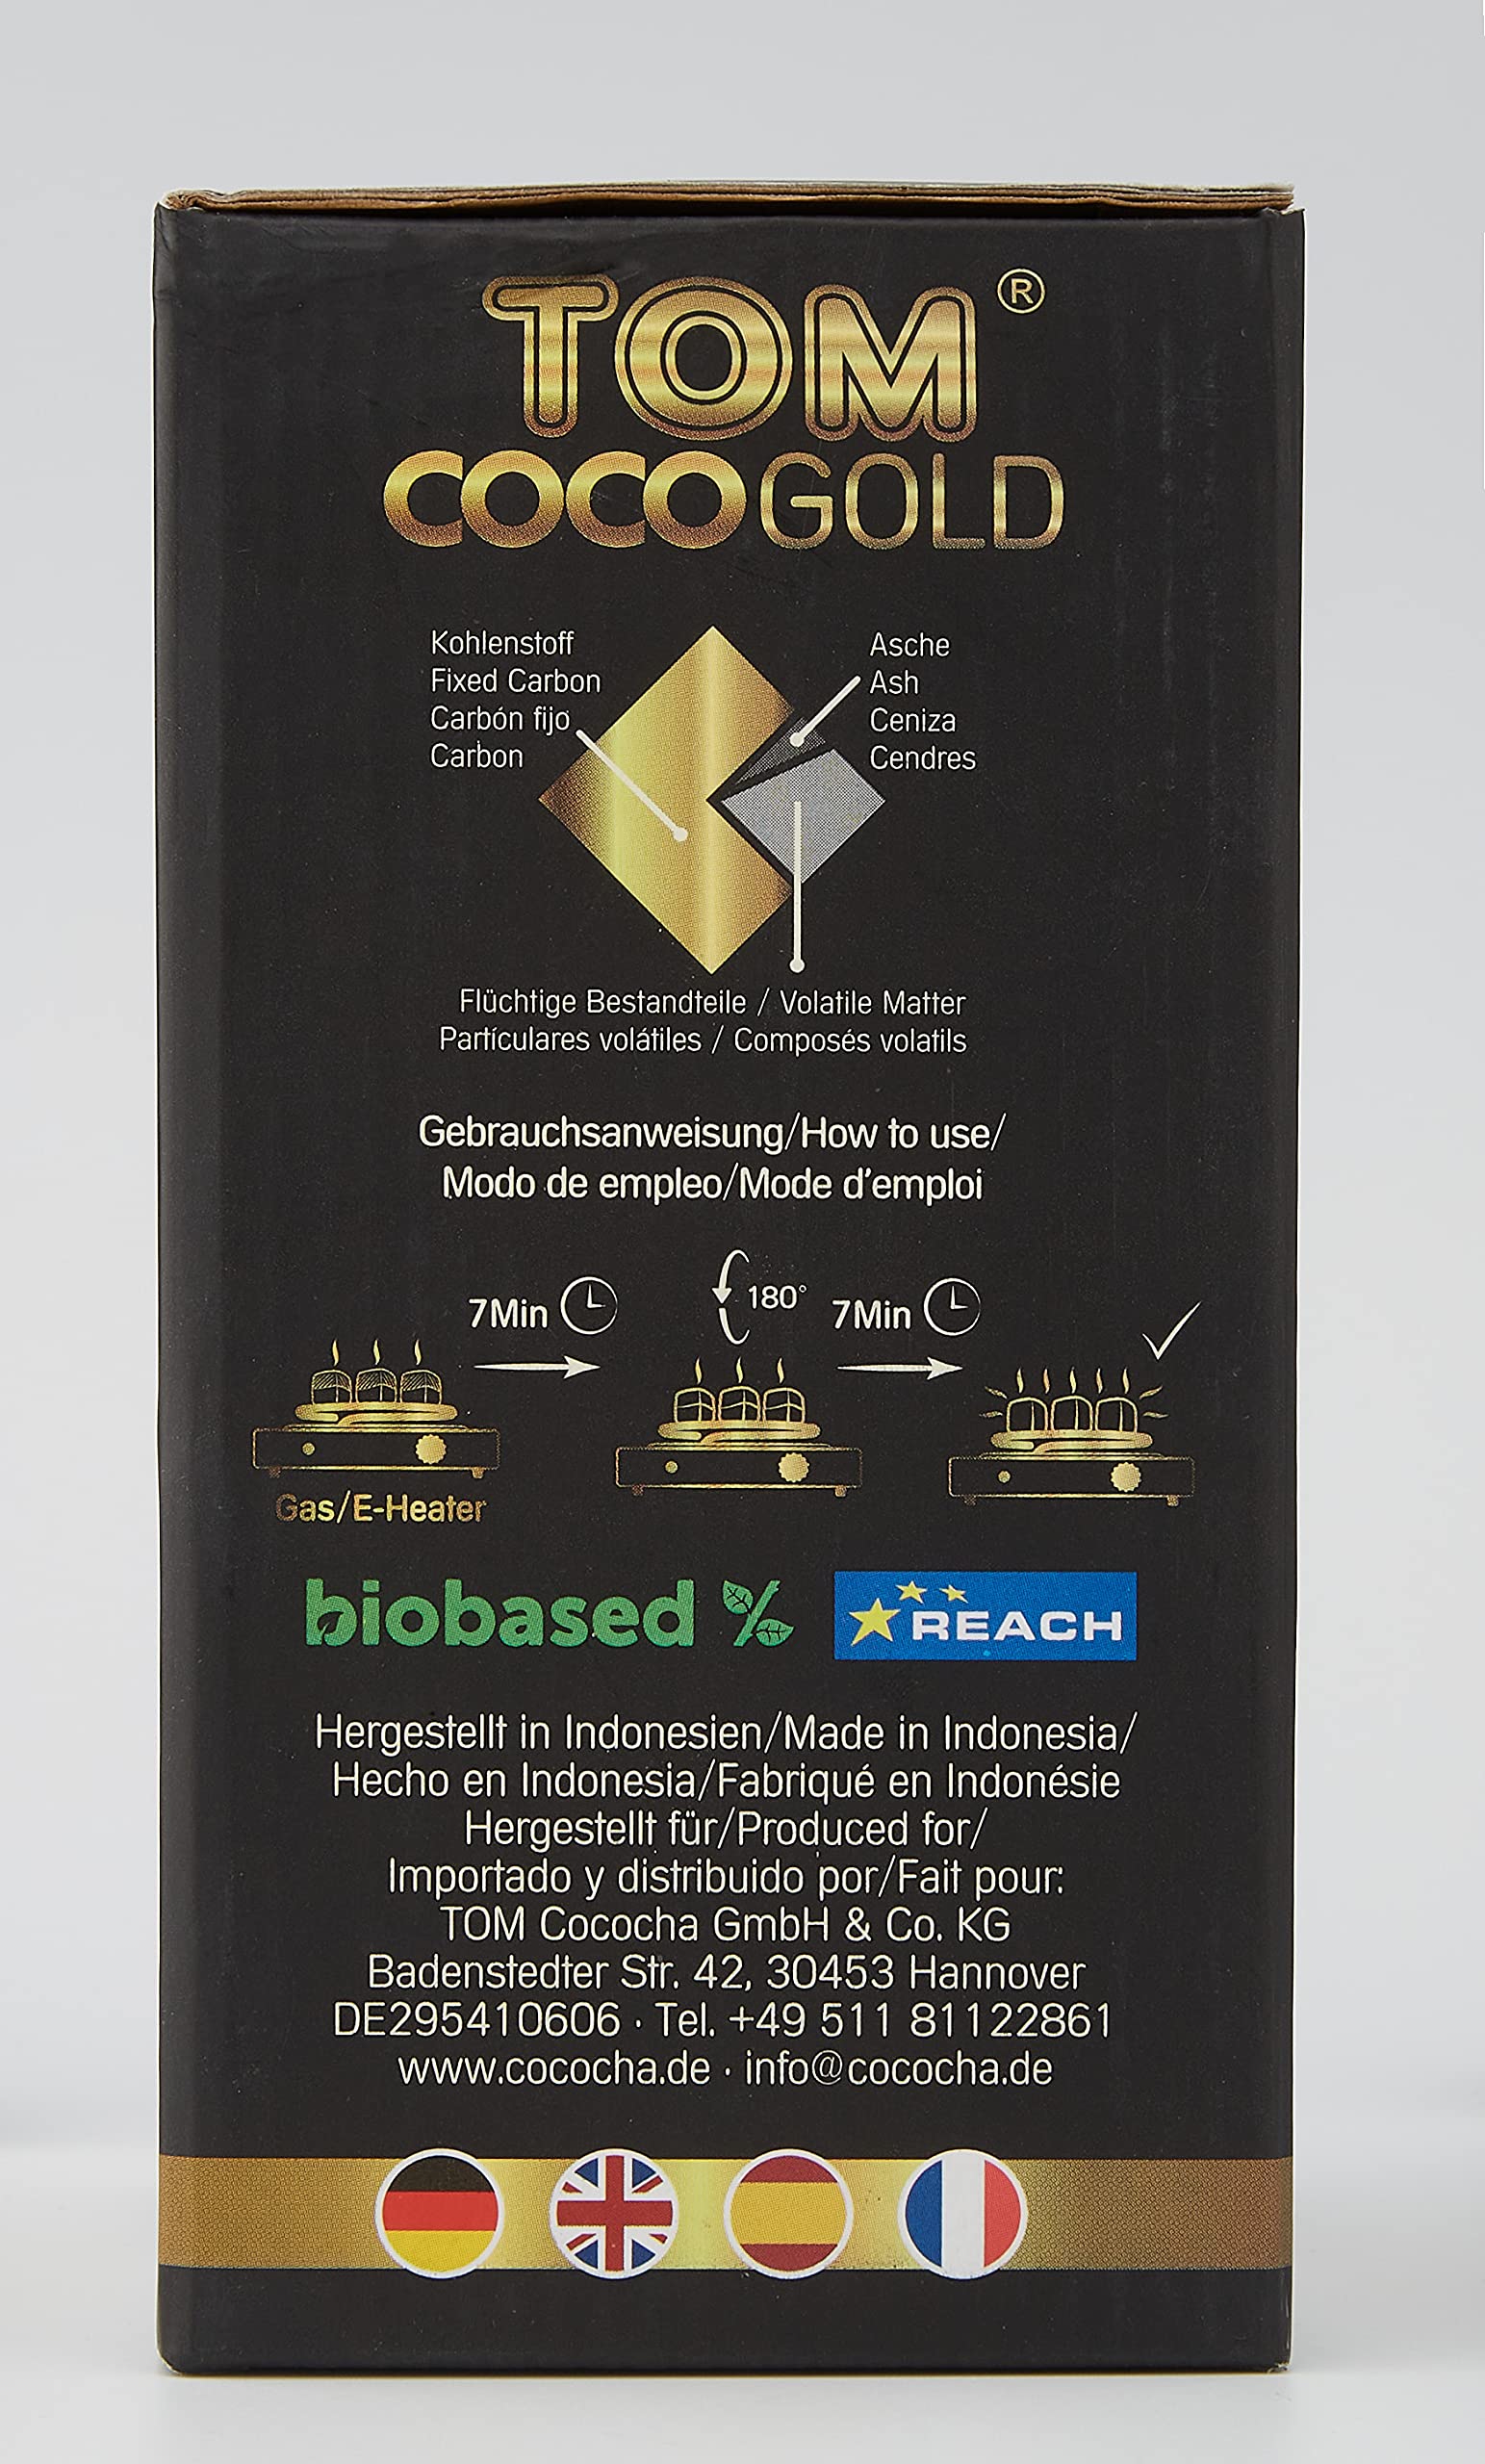 TOM®
COCOGOLD
Kohlenstoff
Fixed Carbon
Carbón fijo
Carbon
Asche
Ash
Ceniza
Cendres
Flüchtige Bestandteile / Volatile Matter
Partículares volátiles / Composés volatils
Gebrauchsanweisung/How to use/
Modo de empleo/Mode d'emploi
7Min 180° 7Min
Gas/E-Heater
biobased % REACH
Hergestellt in Indonesien/Made in Indonesia/
Hecho en Indonesia/Fabriqué en Indonésie
Hergestellt für/Produced for/
Importado y distribuido por/Fait pour:
TOM Cococha GmbH & Co. KG
Badenstedter Str. 42, 30453 Hannover
DE295410606 · Tel. +49 511 81122861
www.cococha.de · info@cococha.de